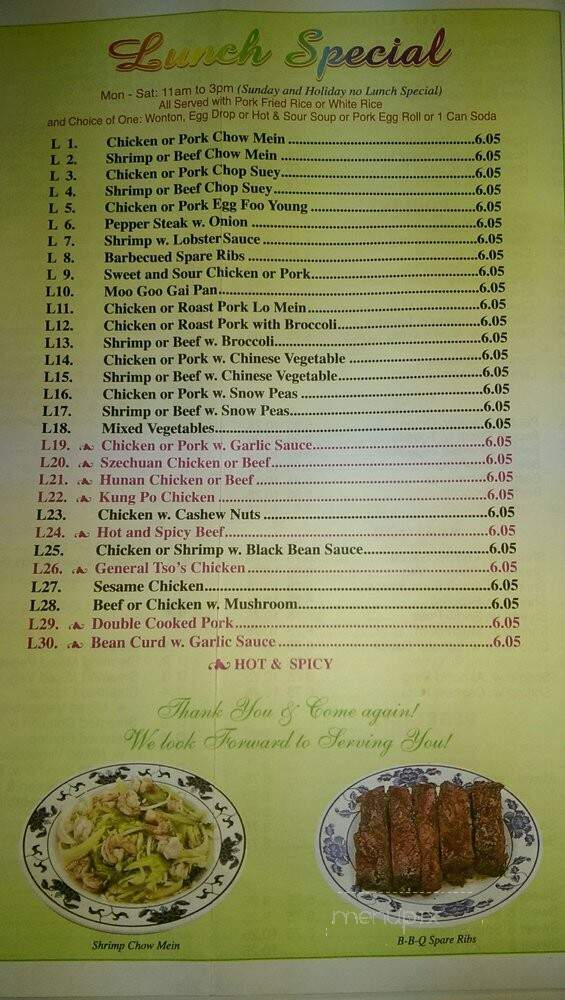 Lunch Special
Mon - Sat: 11am to 3pm (Sunday and Holiday no Lunch Special)
All Served with Pork Fried Rice or White Rice
and Choice of One: Wonton, Egg Drop or Hot & Sour Soup or Pork Egg Roll or 1 Can Soda
L 1. Chicken or Pork Chow Mein 6.05
L 2. Shrimp or Beef Chow Mein 6.05
L 3. Chicken or Pork Chop Suey 6.05
L 4. Shrimp or Beef Chop Suey 6.05
L 5. Chicken or Pork Egg Foo Young 6.05
L 6. Pepper Steak w. Onion 6.05
L 7. Shrimp w. Lobster Sauce 6.05
L 8. Barbecued Spare Ribs 6.05
L 9. Sweet and Sour Chicken or Pork 6.05
L10. Moo Goo Gai Pan 6.05
L11. Chicken or Roast Pork Lo Mein 6.05
L12. Chicken or Roast Pork with Broccoli 6.05
L13. Shrimp or Beef w. Broccoli 6.05
L14. Chicken or Pork w. Chinese Vegetable 6.05
L15. Shrimp or Beef w. Chinese Vegetable 6.05
L16. Chicken or Pork w. Snow Peas 6.05
L17. Shrimp or Beef w. Snow Peas 6.05
L18. Mixed Vegetables 6.05
L19. Chicken or Pork w. Garlic Sauce 6.05
L20. Szechuan Chicken or Beef 6.05
L21. Hunan Chicken or Beef 6.05
L22. Kung Po Chicken 6.05
L23. Chicken w. Cashew Nuts 6.05
L24. Hot and Spicy Beef 6.05
L25. Chicken or Shrimp w. Black Bean Sauce 6.05
L26. General Tso's Chicken 6.05
L27. Sesame Chicken 6.05
L28. Beef or Chicken w. Mushroom 6.05
L29. Double Cooked Pork 6.05
L30. Bean Curd w. Garlic Sauce 6.05
HOT & SPICY
Thank You & Come again!
We look Forward to Serving You!
Shrimp Chow Mein
B-B-Q Spare Ribs